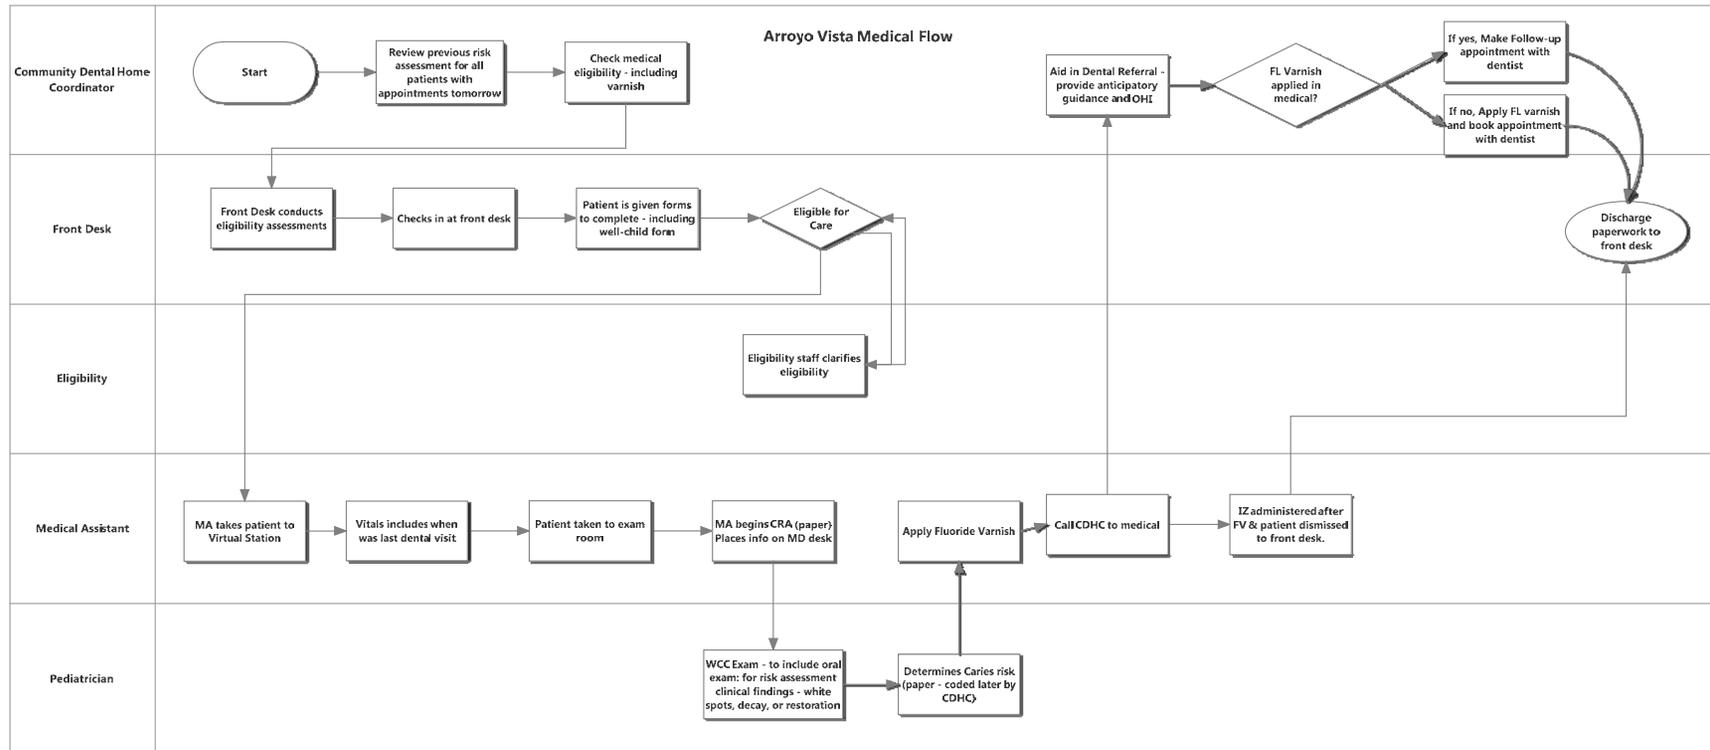 Arroyo Vista Medical Flow
Community Dental Home
Coordinator
Start
Review previous risk
assessment for all
patients with
appointments tomorrow
Check medical
eligibility - including
varnish
Aid in Dental Referral -
provide anticipatory
guidance and OHI
FL Varnish
applied in
medical?
If yes, Make Follow-up
appointment with
dentist
If no, Apply FL varnish
and book appointment
with dentist
Front Desk
Front Desk conducts
eligibility assessments
Checks in at front desk
Patient is given forms
to complete - including
well-child form
Eligible for
Care
Discharge
paperwork to
front desk
Eligibility
Eligibility staff clarifies
eligibility
Medical Assistant
MA takes patient to
Virtual Station
Vitals includes when
was last dental visit
Patient taken to exam
room
MA begins CRA (paper)
Places info on MD desk
Apply Fluoride Varnish
Call CDHC to medical
IZ administered after
FV & patient dismissed
to front desk.
Pediatrician
WCC Exam - to include oral
exam: for risk assessment
clinical findings - white
spots, decay, or restoration
Determines Caries risk
(paper - coded later by
CDHC)